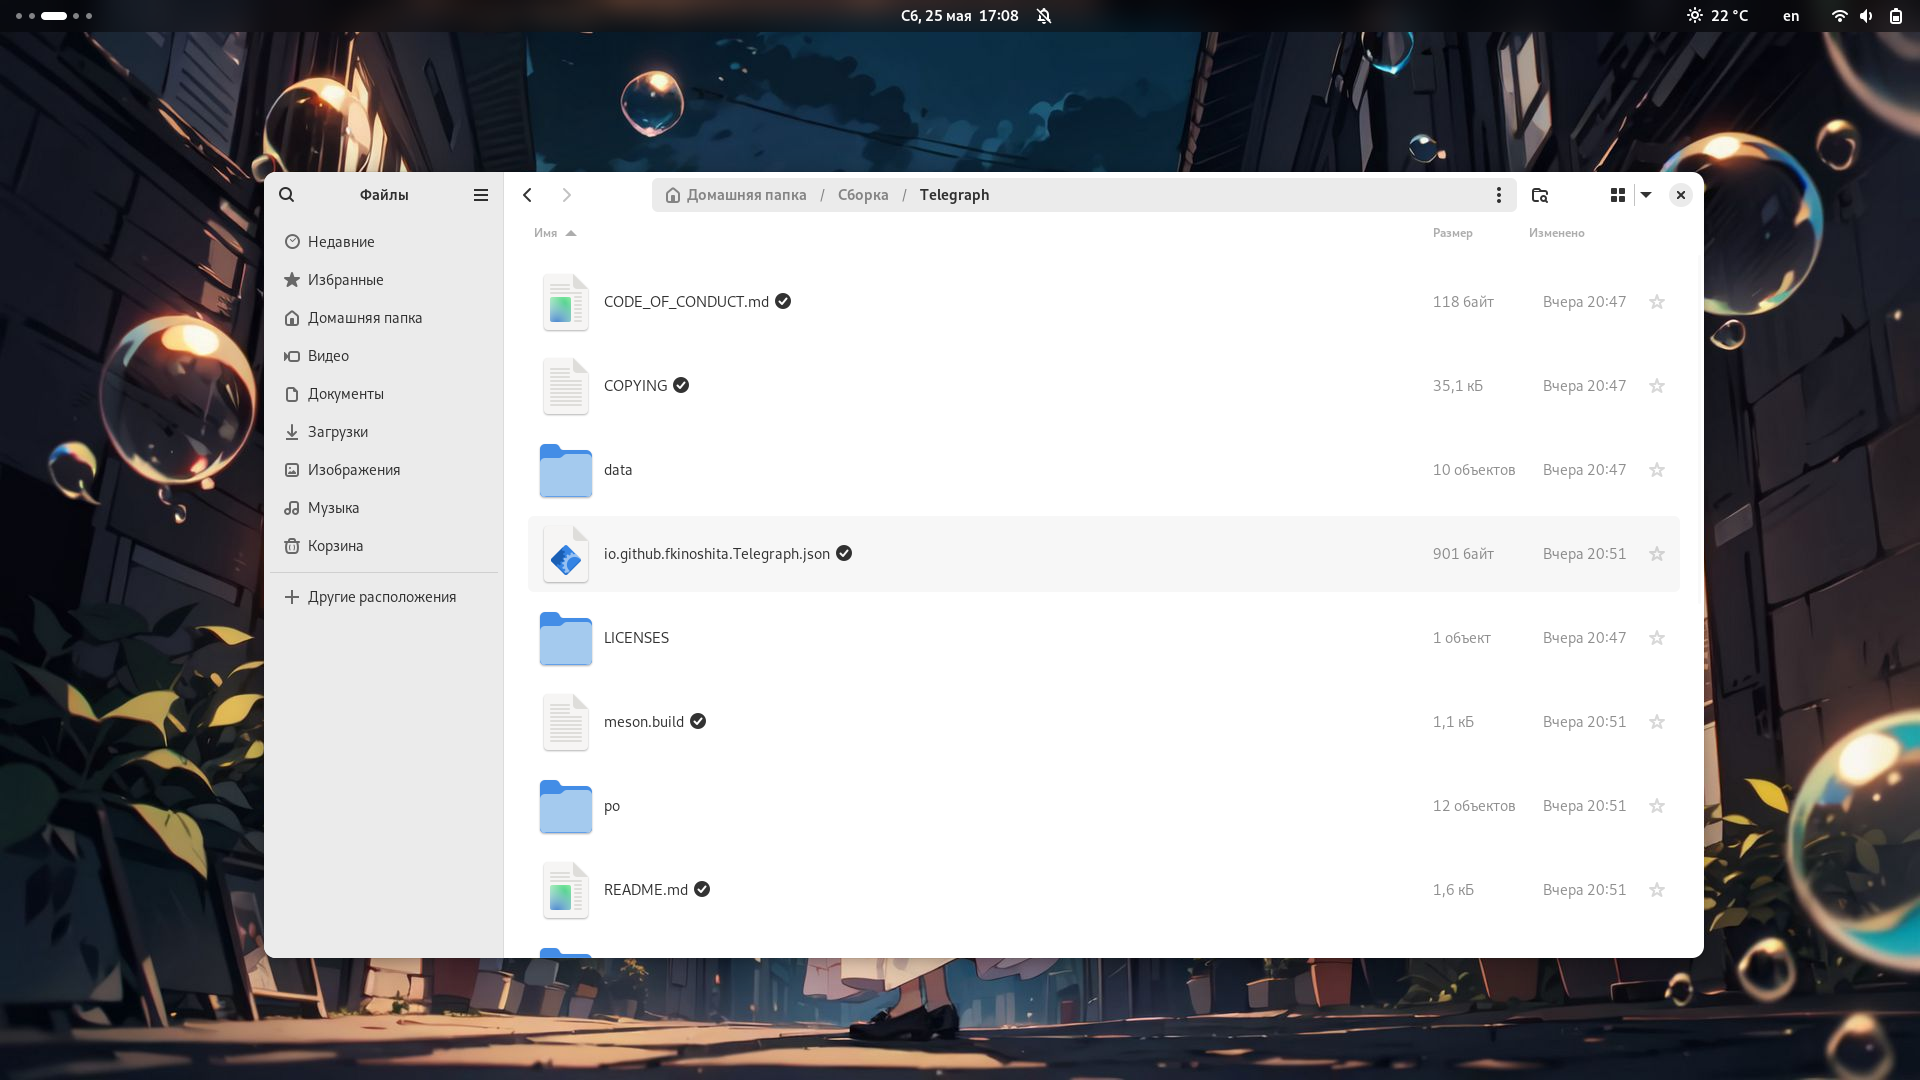 Сб, 25 мая 17:08
22 °C
en
Файлы
Недавние
Избранные
Домашняя папка
Видео
Документы
Загрузки
Изображения
Музыка
Корзина
Другие расположения
Домашняя папка / Сборка / Telegraph
Имя Размер Изменено
CODE_OF_CONDUCT.md 118 байт Вчера 20:47
COPYING 35,1 кБ Вчера 20:47
data 10 объектов Вчера 20:47
io.github.fkinoshita.Telegraph.json 901 байт Вчера 20:51
LICENSES 1 объект Вчера 20:47
meson.build 1,1 кБ Вчера 20:51
po 12 объектов Вчера 20:51
README.md 1,6 кБ Вчера 20:51